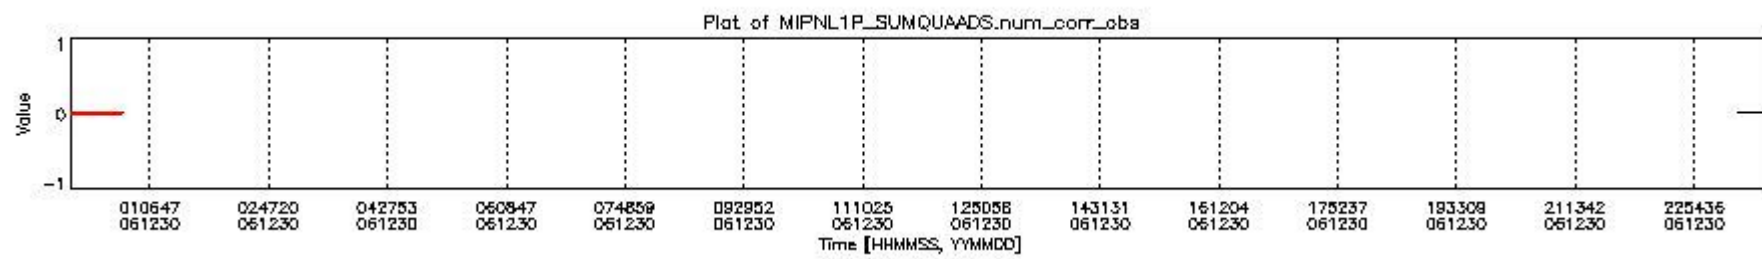 Plot of MIPNL1P_SUMQUAADS.num_corr_obs
1
Value
0
-1
010647 024720 042753 060847 074859 092952 111025 125058 143131 161204 175237 193309 211342 225436
061230 061230 061230 061230 061230 061230 061230 061230 061230 061230 061230 061230 061230 061230
Time [HHMMSS, YYMMDD]